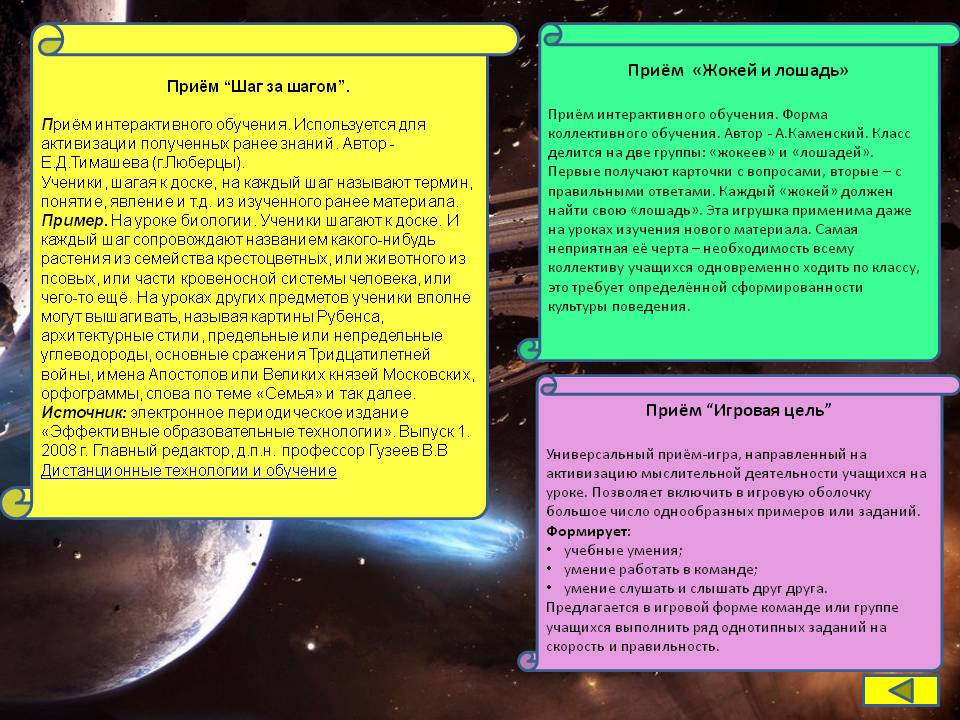 Приём “Шаг за шагом”.
Приём интерактивного обучения. Используется для
активизации полученных ранее знаний. Автор -
Е.Д.Тимашева (г.Люберцы).
Ученики, шагая к доске, на каждый шаг называют термин,
понятие, явление и т.д. из изученного ранее материала.
Пример. На уроке биологии. Ученики шагают к доске. И
каждый шаг сопровождают названием какого-нибудь
растения из семейства крестоцветных, или животного из
псовых, или части кровеносной системы человека, или
чего-то ещё. На уроках других предметов ученики вполне
могут вышагивать, называя картины Рубенса,
архитектурные стили, предельные или непредельные
углеводороды, основные сражения Тридцатилетней
войны, имена Апостолов или Великих князей Московских,
орфограммы, слова по теме «Семья» и так далее.
Источник: электронное периодическое издание
«Эффективные образовательные технологии». Выпуск 1.
2008 г. Главный редактор, д.п.н. профессор Гузеев В.В
Дистанционные технологии и обучение
Приём «Жокей и лошадь»
Приём интерактивного обучения. Форма
коллективного обучения. Автор - А.Каменский. Класс
делится на две группы: «жокеев» и «лошадей».
Первые получают карточки с вопросами, вторые – с
правильными ответами. Каждый «жокей» должен
найти свою «лошадь». Эта игрушка применима даже
на уроках изучения нового материала. Самая
неприятная её черта – необходимость всему
коллективу учащихся одновременно ходить по классу,
это требует определённой сформированности
культуры поведения.
Приём “Игровая цель”
Универсальный приём-игра, направленный на
активизацию мыслительной деятельности учащихся на
уроке. Позволяет включить в игровую оболочку
большое число однообразных примеров или заданий.
Формирует:
• учебные умения;
• умение работать в команде;
• умение слушать и слышать друг друга.
Предлагается в игровой форме команде или группе
учащихся выполнить ряд однотипных заданий на
скорость и правильность.